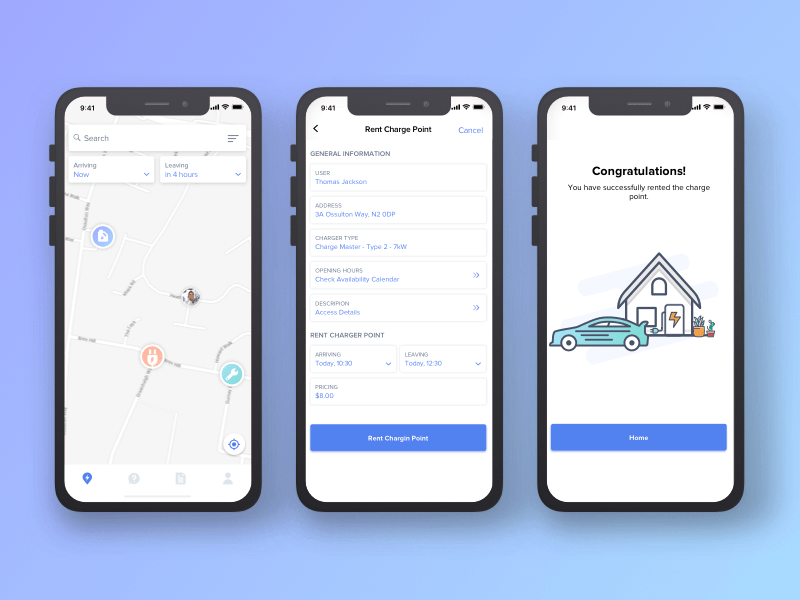 9:41
Search
Arriving
Now
Leaving
in 4 hours
9:41
Rent Charge Point
Cancel
GENERAL INFORMATION
USER
Thomas Jackson
ADDRESS
3A Ossulton Way, N2 0DP
CHARGER TYPE
Charge Master - Type 2 - 7kW
OPENING HOURS
Check Availability Calendar
DESCRIPION
Access Details
RENT CHARGER POINT
ARRIVING
Today, 10:30
LEAVING
Today, 12:30
PRICING
$8.00
Rent Chargin Point
9:41
Congratulations!
You have successfully rented the charge
point.
Home